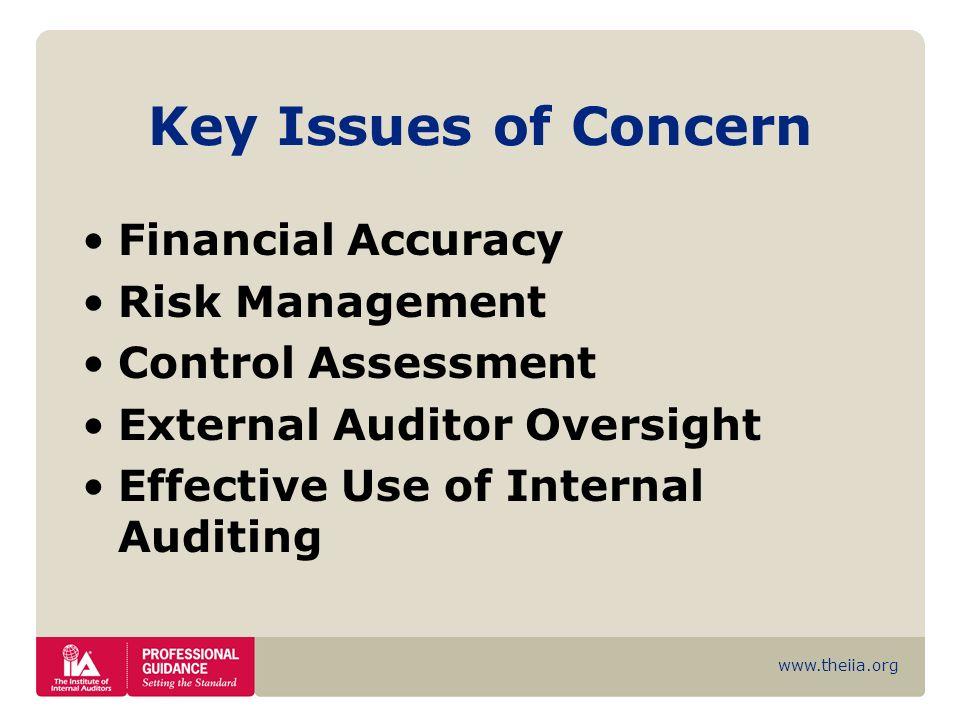 Key Issues of Concern
• Financial Accuracy
• Risk Management
• Control Assessment
• External Auditor Oversight
• Effective Use of Internal
Auditing
IIA
The Institute of
Internal Auditors
PROFESSIONAL
GUIDANCE
Setting the Standard
www.theiia.org